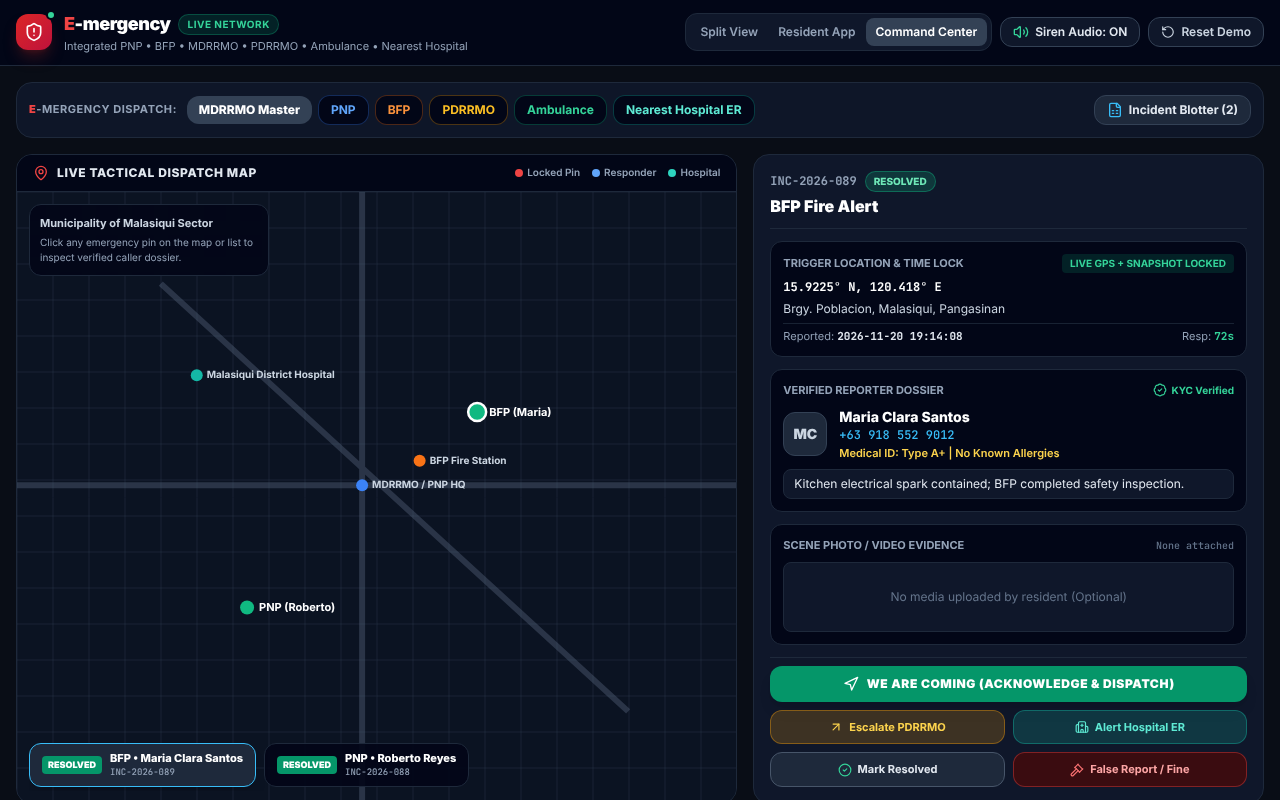 E-mergency LIVE NETWORK
Integrated PNP • BFP • MDRRMO • PDRRMO • Ambulance • Nearest Hospital
Split View Resident App Command Center Siren Audio: ON Reset Demo
E-MERGENCY DISPATCH: MDRRMO Master PNP BFP PDRRMO Ambulance Nearest Hospital ER Incident Blotter (2)
LIVE TACTICAL DISPATCH MAP Locked Pin Responder Hospital
Municipality of Malasiqui Sector
Click any emergency pin on the map or list to
inspect verified caller dossier.
Malasiqui District Hospital
BFP (Maria)
BFP Fire Station
MDRRMO / PNP HQ
PNP (Roberto)
RESOLVED BFP • Maria Clara Santos
INC-2026-089
RESOLVED PNP • Roberto Reyes
INC-2026-088
INC-2026-089 RESOLVED
BFP Fire Alert
TRIGGER LOCATION & TIME LOCK LIVE GPS + SNAPSHOT LOCKED
15.9225° N, 120.418° E
Brgy. Poblacion, Malasiqui, Pangasinan
Reported: 2026-11-20 19:14:08 Resp: 72s
VERIFIED REPORTER DOSSIER KYC Verified
MC
Maria Clara Santos
+63 918 552 9012
Medical ID: Type A+ | No Known Allergies
Kitchen electrical spark contained; BFP completed safety inspection.
SCENE PHOTO / VIDEO EVIDENCE None attached
No media uploaded by resident (Optional)
WE ARE COMING (ACKNOWLEDGE & DISPATCH)
Escalate PDRRMO Alert Hospital ER
Mark Resolved False Report / Fine